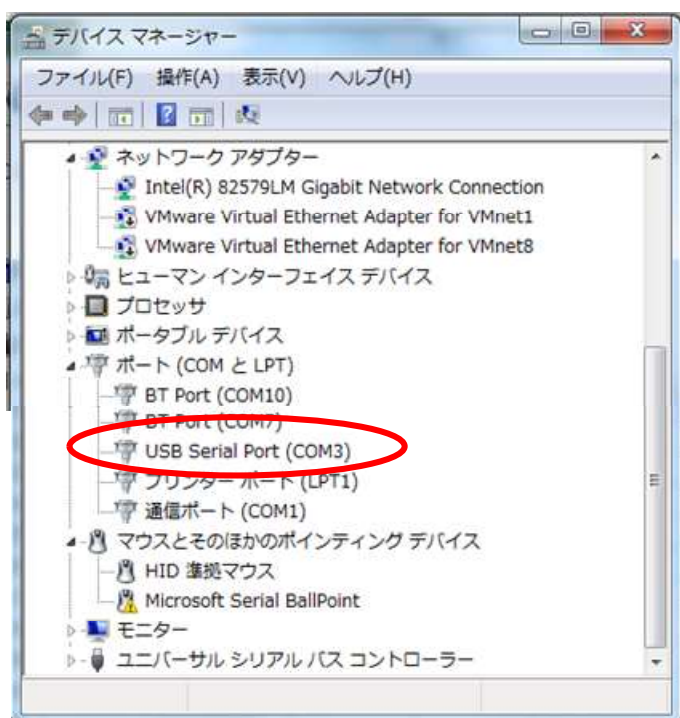 デバイス マネージャー
ファイル(F) 操作(A) 表示(V) ヘルプ(H)
ネットワーク アダプター
Intel(R) 82579LM Gigabit Network Connection
VMware Virtual Ethernet Adapter for VMnet1
VMware Virtual Ethernet Adapter for VMnet8
ヒューマン インターフェイス デバイス
プロセッサ
ポータブル デバイス
ポート (COM と LPT)
BT Port (COM10)
BT Port (COM7)
USB Serial Port (COM3)
プリンター ポート (LPT1)
通信ポート (COM1)
マウスとそのほかのポインティング デバイス
HID 準拠マウス
Microsoft Serial BallPoint
モニター
ユニバーサル シリアル バス コントローラー